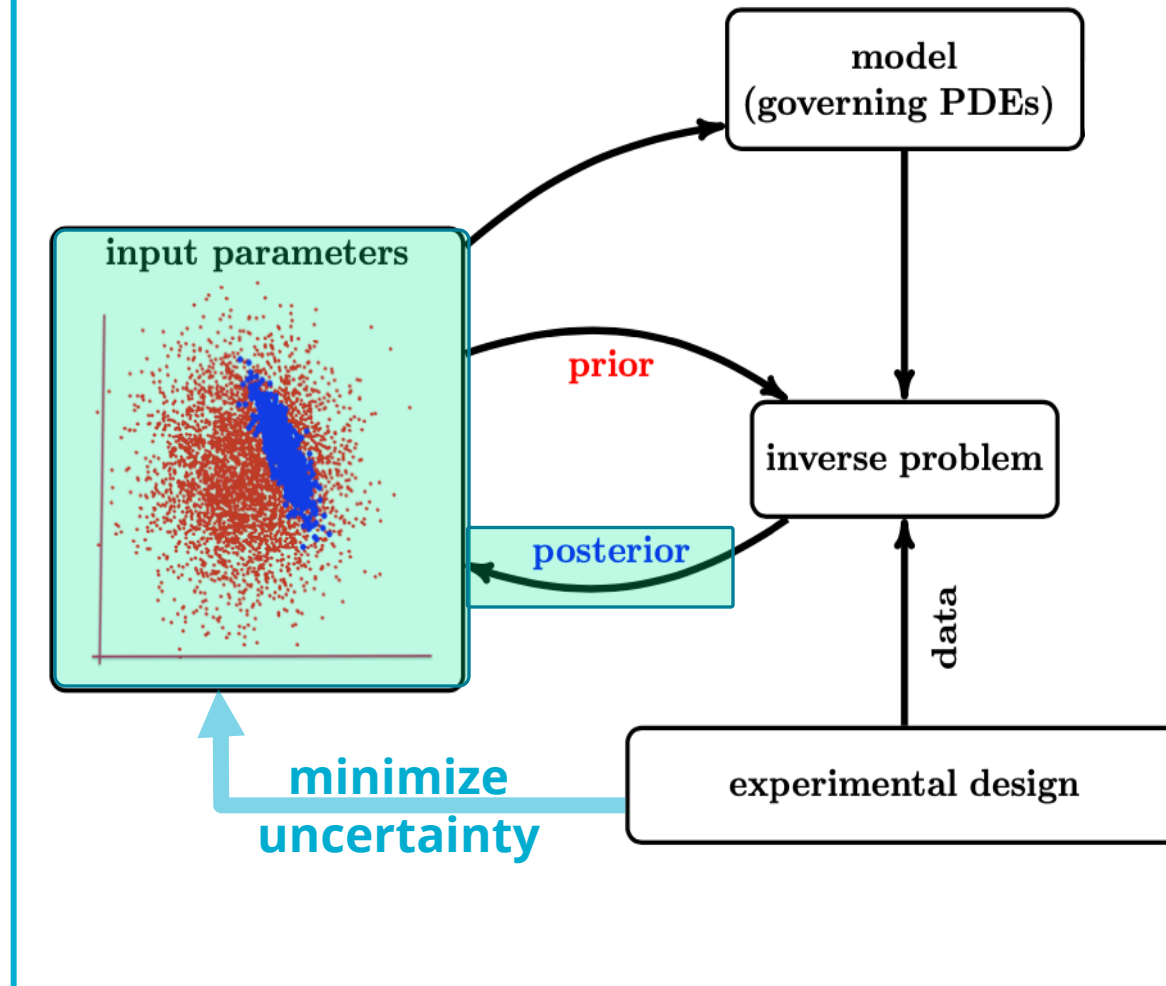 model
(governing PDEs)
input parameters
prior
inverse problem
posterior
data
experimental design
minimize
uncertainty